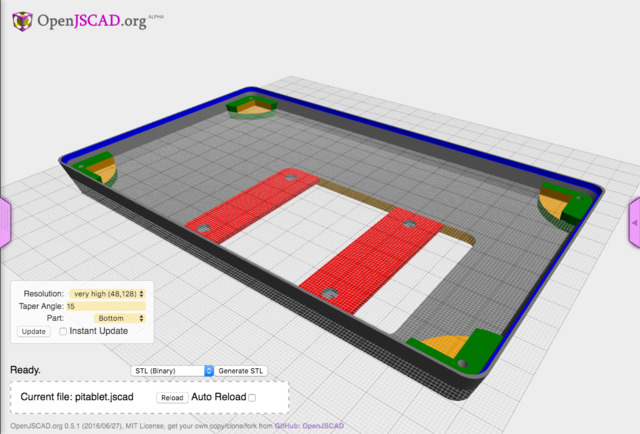 OpenJSCAD.org ALPHA
Resolution: very high (48,128)
Taper Angle: 15
Part: Bottom
Update Instant Update
Ready. STL (Binary) Generate STL
Current file: pitablet.jscad Reload Auto Reload
OpenJSCAD.org 0.5.1 (2016/06/27), MIT License, get your own copy/clone/fork from GitHub: OpenJSCAD